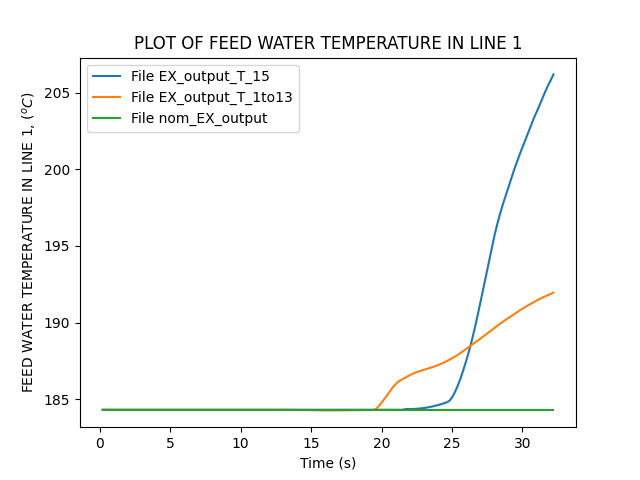 PLOT OF FEED WATER TEMPERATURE IN LINE 1
File EX_output_T_15
File EX_output_T_1to13
File nom_EX_output
FEED WATER TEMPERATURE IN LINE 1, (°C)
205
200
195
190
185
0 5 10 15 20 25 30
Time (s)